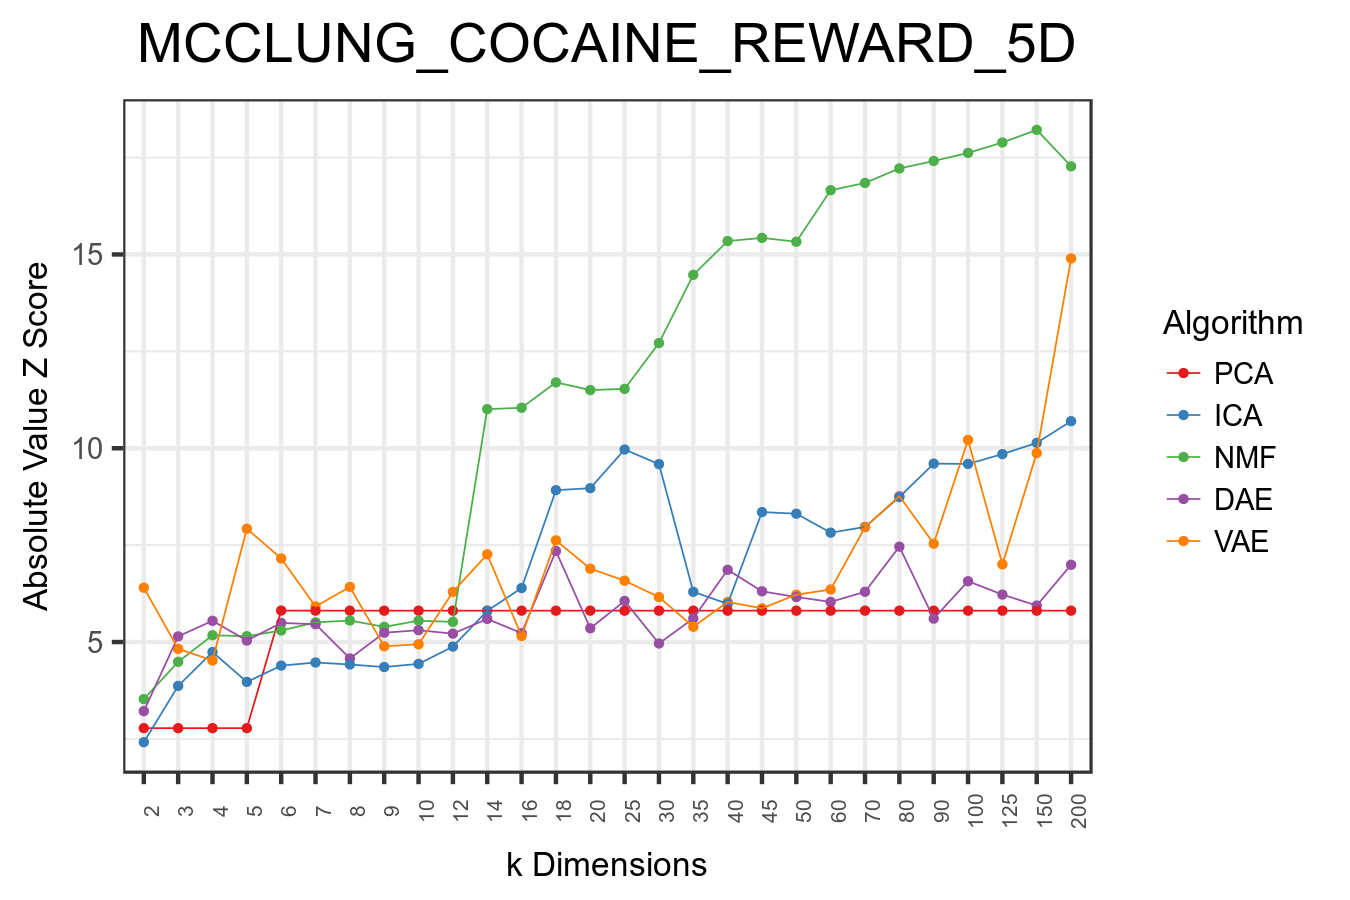 MCCLUNG_COCAINE_REWARD_5D
Absolute Value Z Score
15
10
5
2 3 4 5 6 7 8 9 10 12 14 16 18 20 25 30 35 40 45 50 60 70 80 90 100 125 150 200
k Dimensions
Algorithm
PCA
ICA
NMF
DAE
VAE